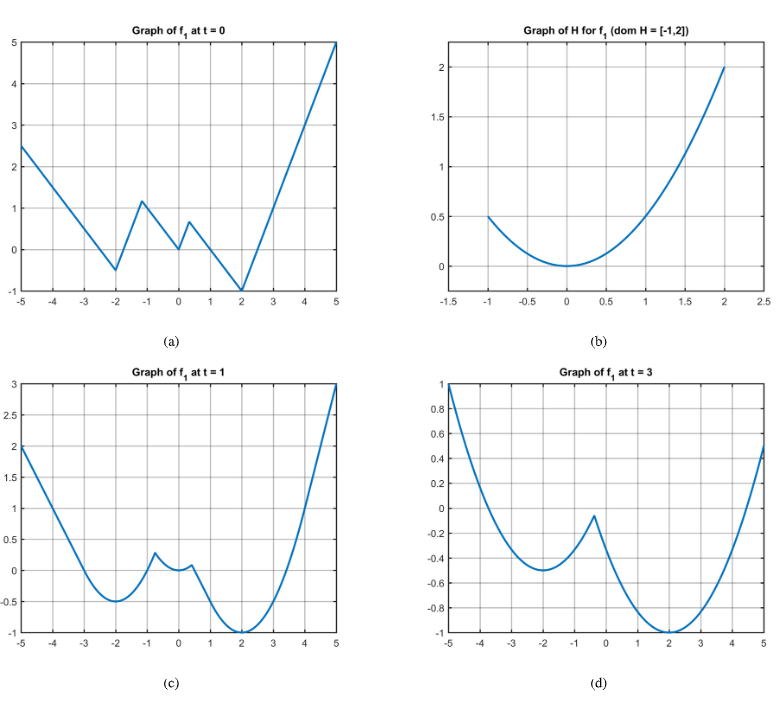 Graph of f1 at t = 0
5
4
3
2
1
0
-1
-5 -4 -3 -2 -1 0 1 2 3 4 5
(a)
Graph of H for f1 (dom H = [-1,2])
2
1.5
1
0.5
0
-1.5 -1 -0.5 0 0.5 1 1.5 2 2.5
(b)
Graph of f1 at t = 1
3
2.5
2
1.5
1
0.5
0
-0.5
-1
-5 -4 -3 -2 -1 0 1 2 3 4 5
(c)
Graph of f1 at t = 3
1
0.8
0.6
0.4
0.2
0
-0.2
-0.4
-0.6
-0.8
-1
-5 -4 -3 -2 -1 0 1 2 3 4 5
(d)